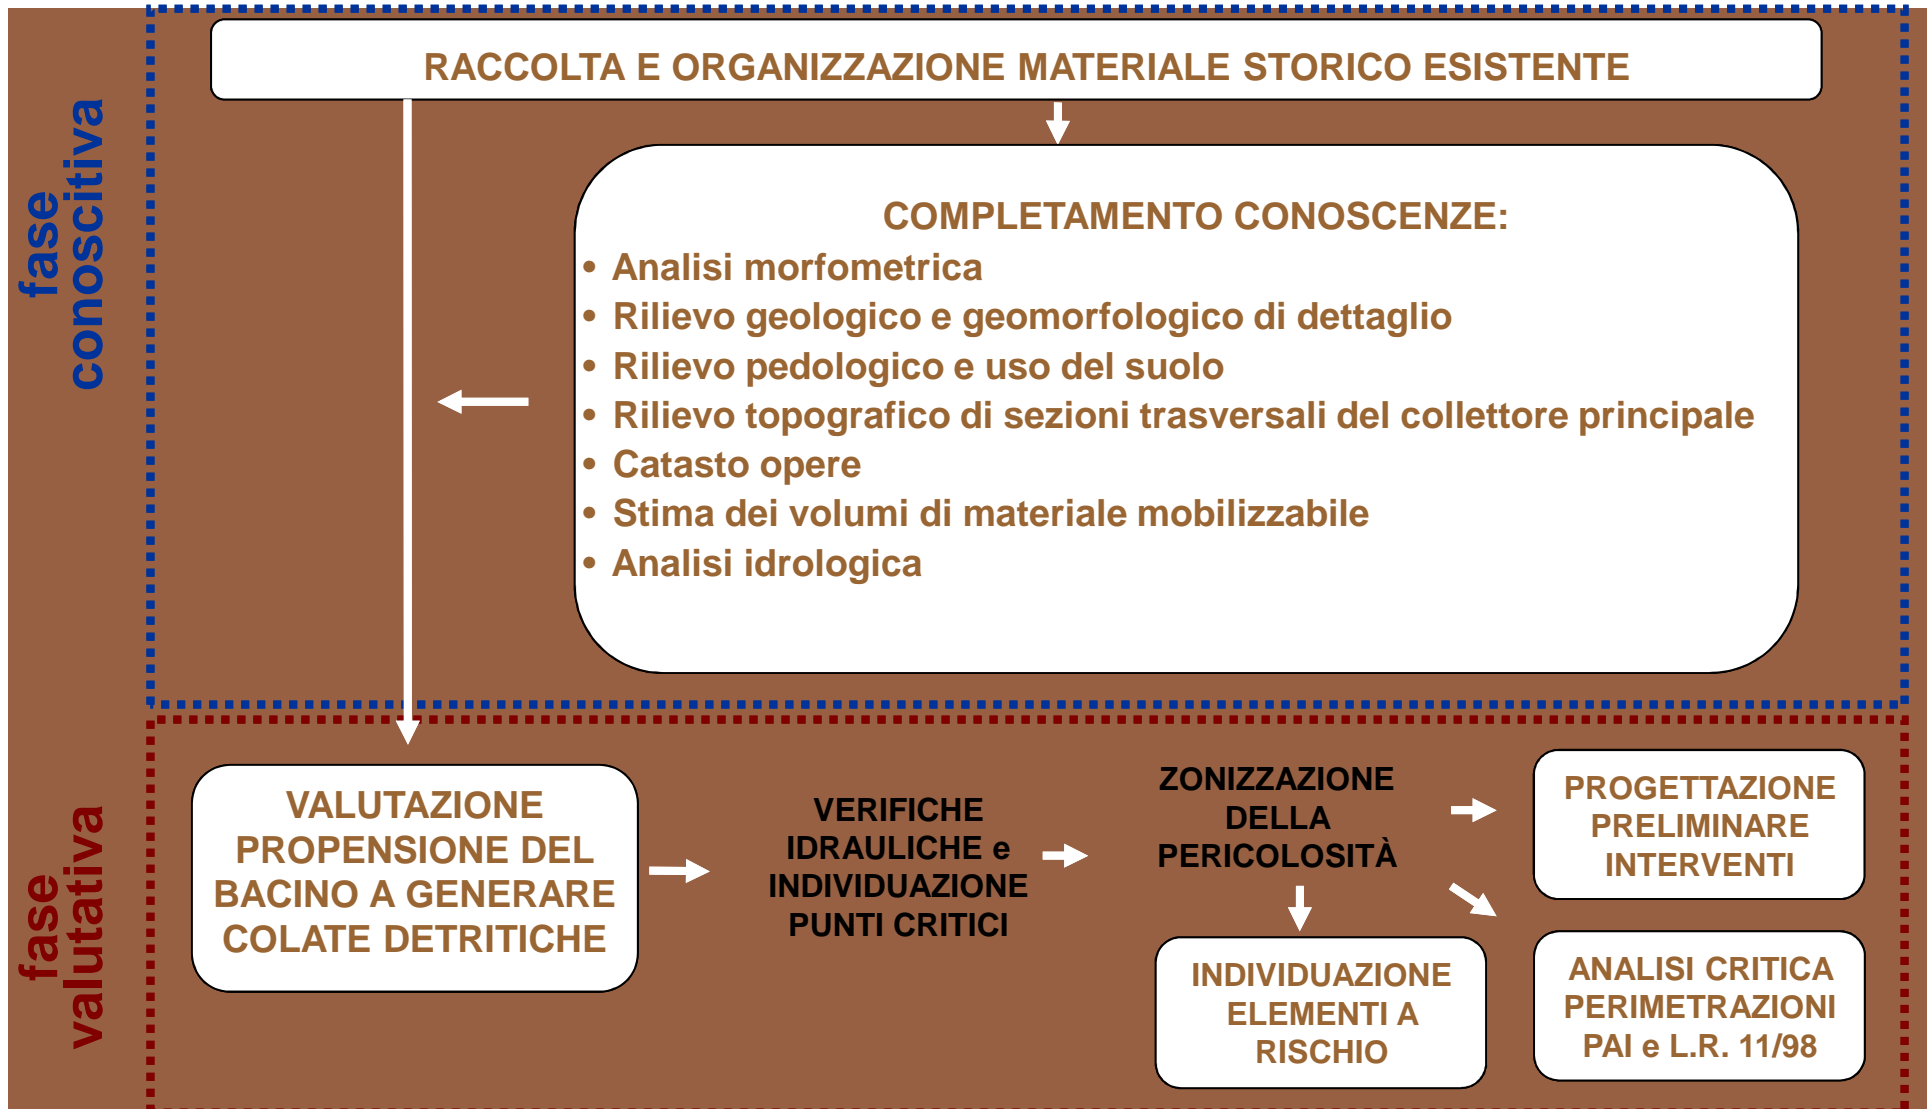 RACCOLTA E ORGANIZZAZIONE MATERIALE STORICO ESISTENTE
fase
conoscitiva
COMPLETAMENTO CONOSCENZE:
• Analisi morfometrica
• Rilievo geologico e geomorfologico di dettaglio
• Rilievo pedologico e uso del suolo
• Rilievo topografico di sezioni trasversali del collettore principale
• Catasto opere
• Stima dei volumi di materiale mobilizzabile
• Analisi idrologica
fase
valutativa
VALUTAZIONE
PROPENSIONE DEL
BACINO A GENERARE
COLATE DETRITICHE
VERIFICHE
IDRAULICHE e
INDIVIDUAZIONE
PUNTI CRITICI
ZONIZZAZIONE
DELLA
PERICOLOSITÀ
PROGETTAZIONE
PRELIMINARE
INTERVENTI
INDIVIDUAZIONE
ELEMENTI A
RISCHIO
ANALISI CRITICA
PERIMETRAZIONI
PAI e L.R. 11/98